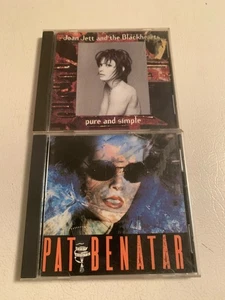 Joan Jett and the Blackhearts
pure and simple
PAT BENATAR